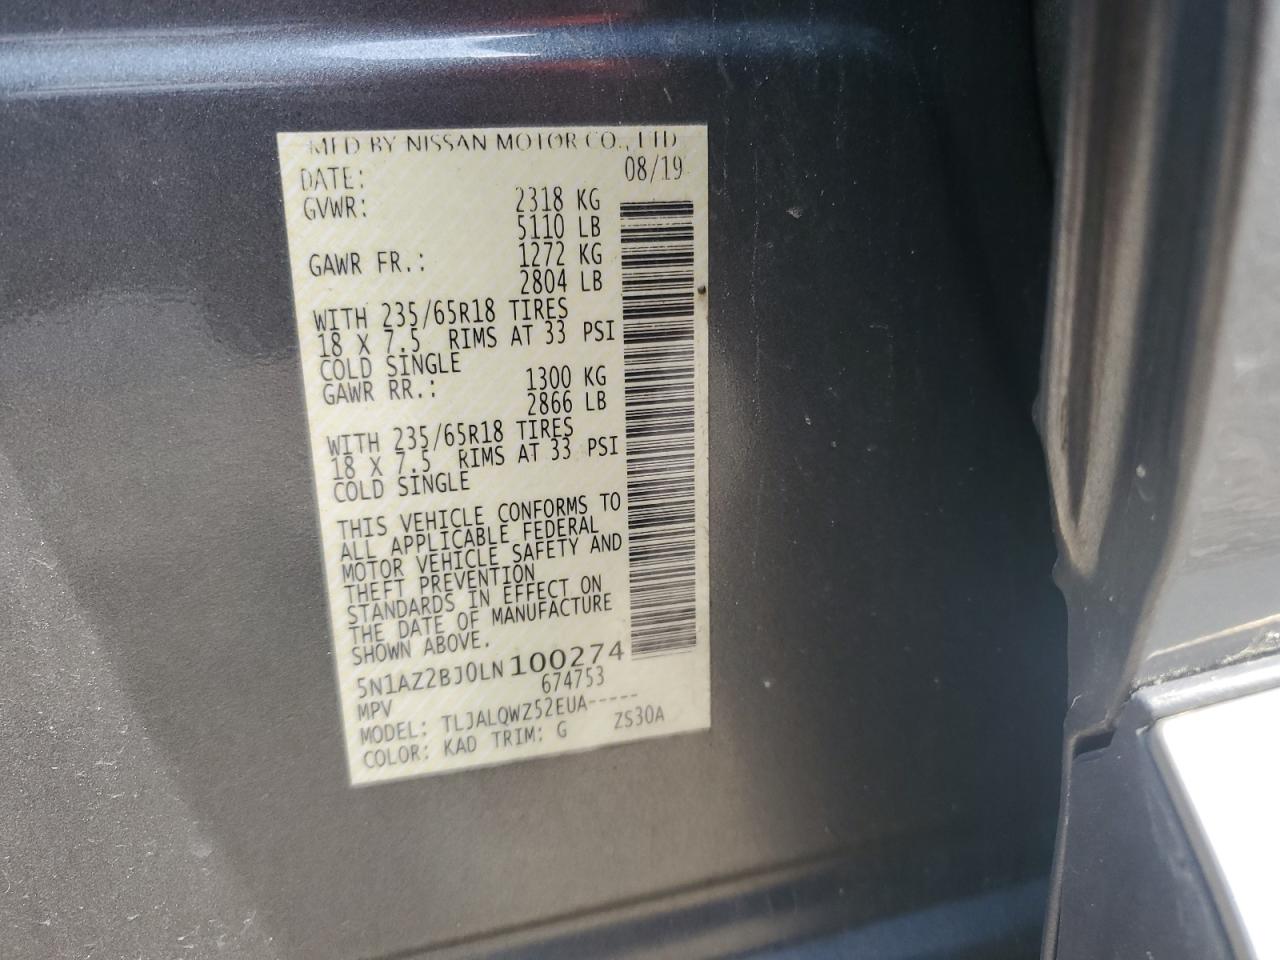 MFD BY NISSAN MOTOR CO., LTD
DATE: 08/19
GVWR: 2318 KG
5110 LB
GAWR FR.: 1272 KG
2804 LB
WITH 235/65R18 TIRES
18 X 7.5 RIMS AT 33 PSI
COLD SINGLE
GAWR RR.: 1300 KG
2866 LB
WITH 235/65R18 TIRES
18 X 7.5 RIMS AT 33 PSI
COLD SINGLE
THIS VEHICLE CONFORMS TO
ALL APPLICABLE FEDERAL
MOTOR VEHICLE SAFETY AND
THEFT PREVENTION
STANDARDS IN EFFECT ON
THE DATE OF MANUFACTURE
SHOWN ABOVE.
5N1AZ2BJ0LN100274
MPV 674753
MODEL: TLJALQWZ52EUA-----
COLOR: KAD TRIM: G ZS30A